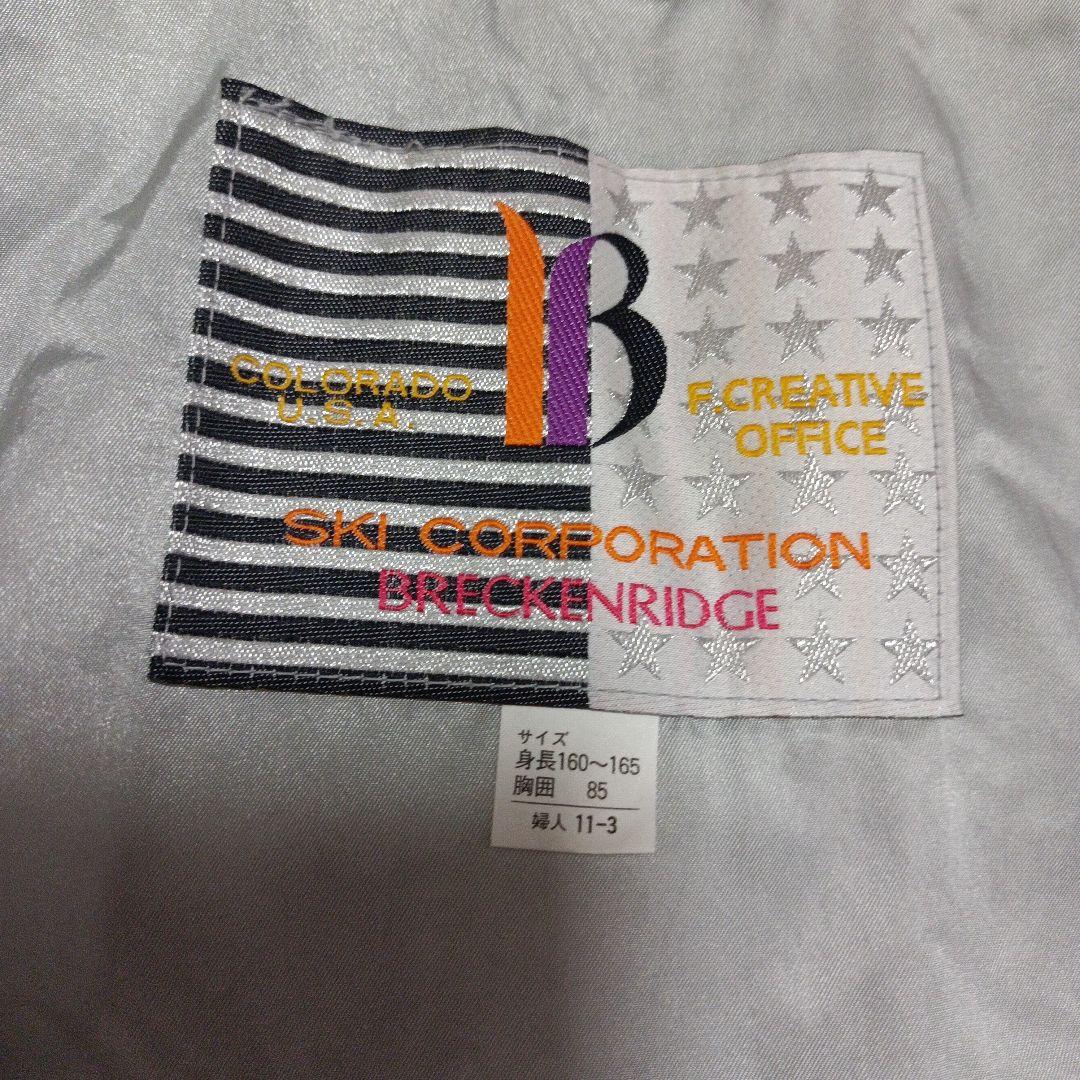 B
COLORADO
U.S.A.
F.CREATIVE
OFFICE
SKI CORPORATION
BRECKENRIDGE
サイズ
身長160〜165
胸囲 85
婦人 11-3